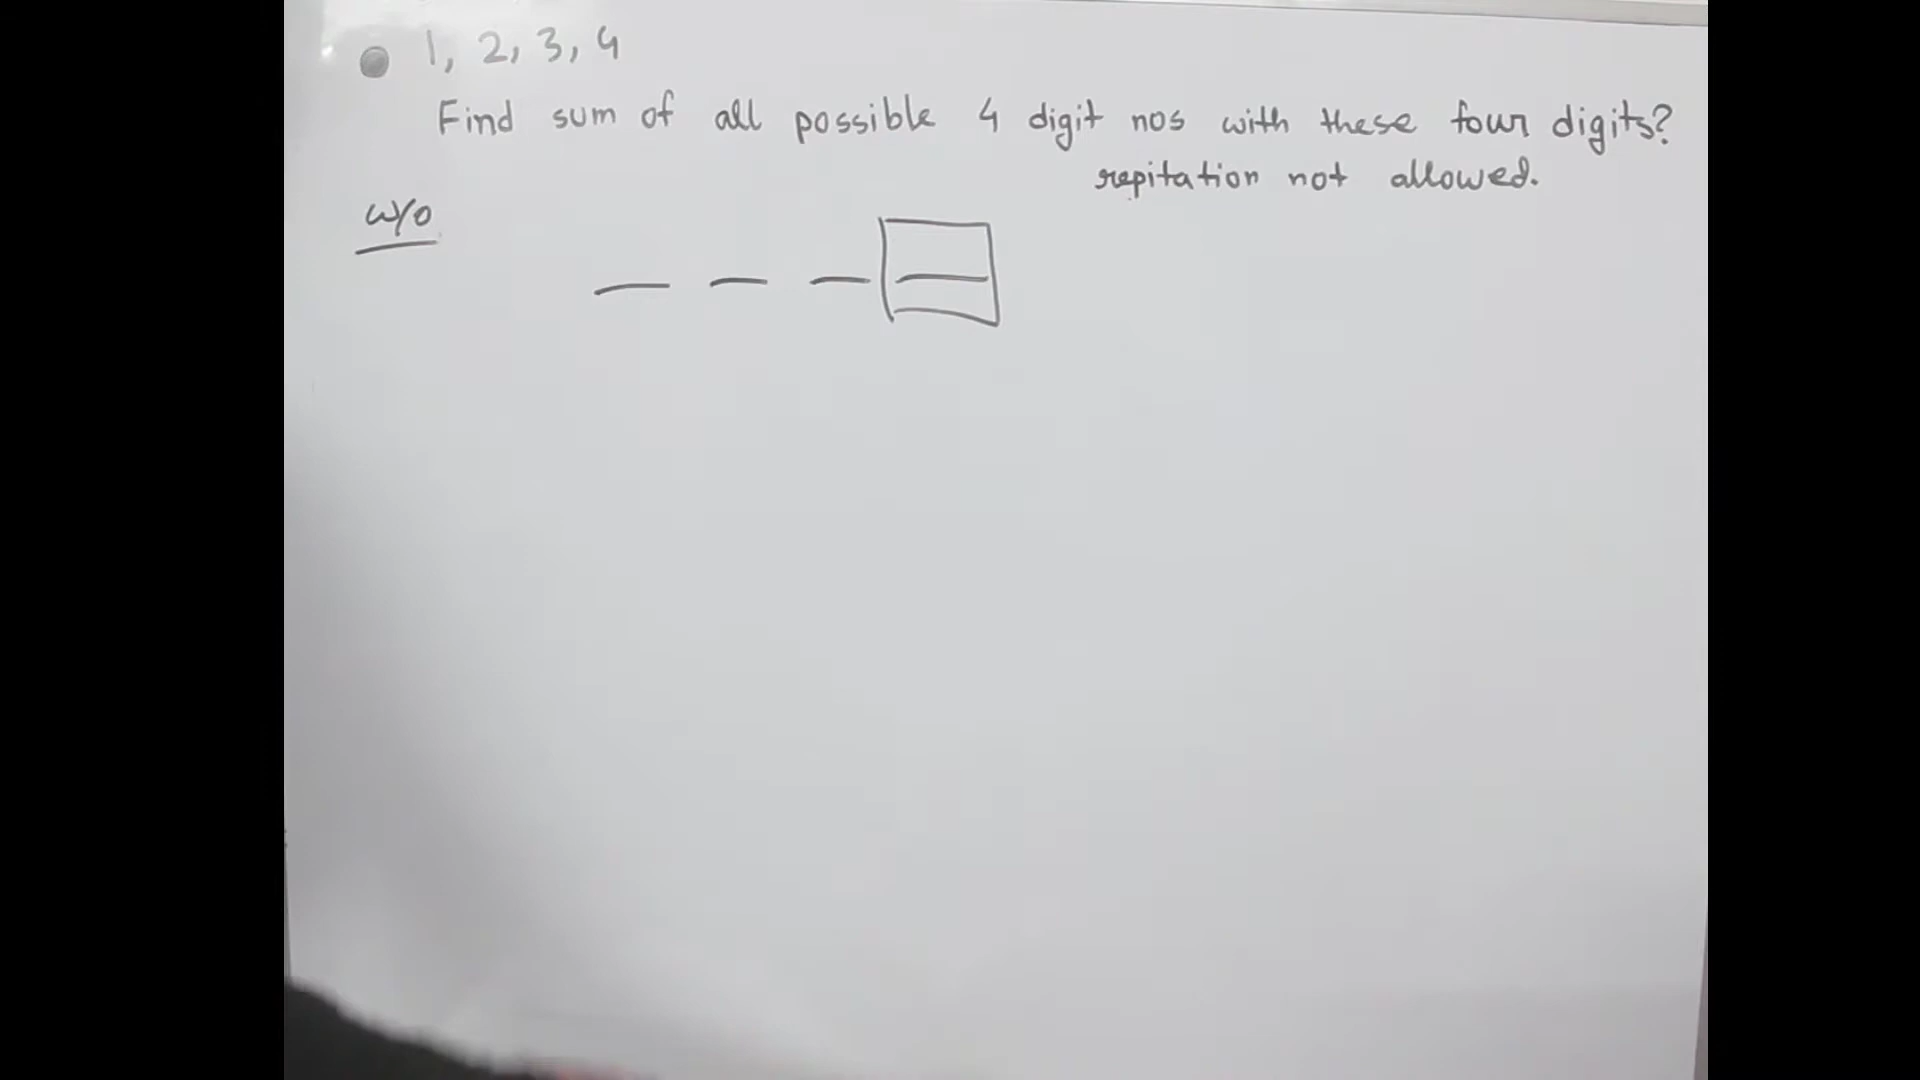 1, 2, 3, 4
Find sum of all possible 4 digit nos with these four digits?
repitation not allowed.
w/o